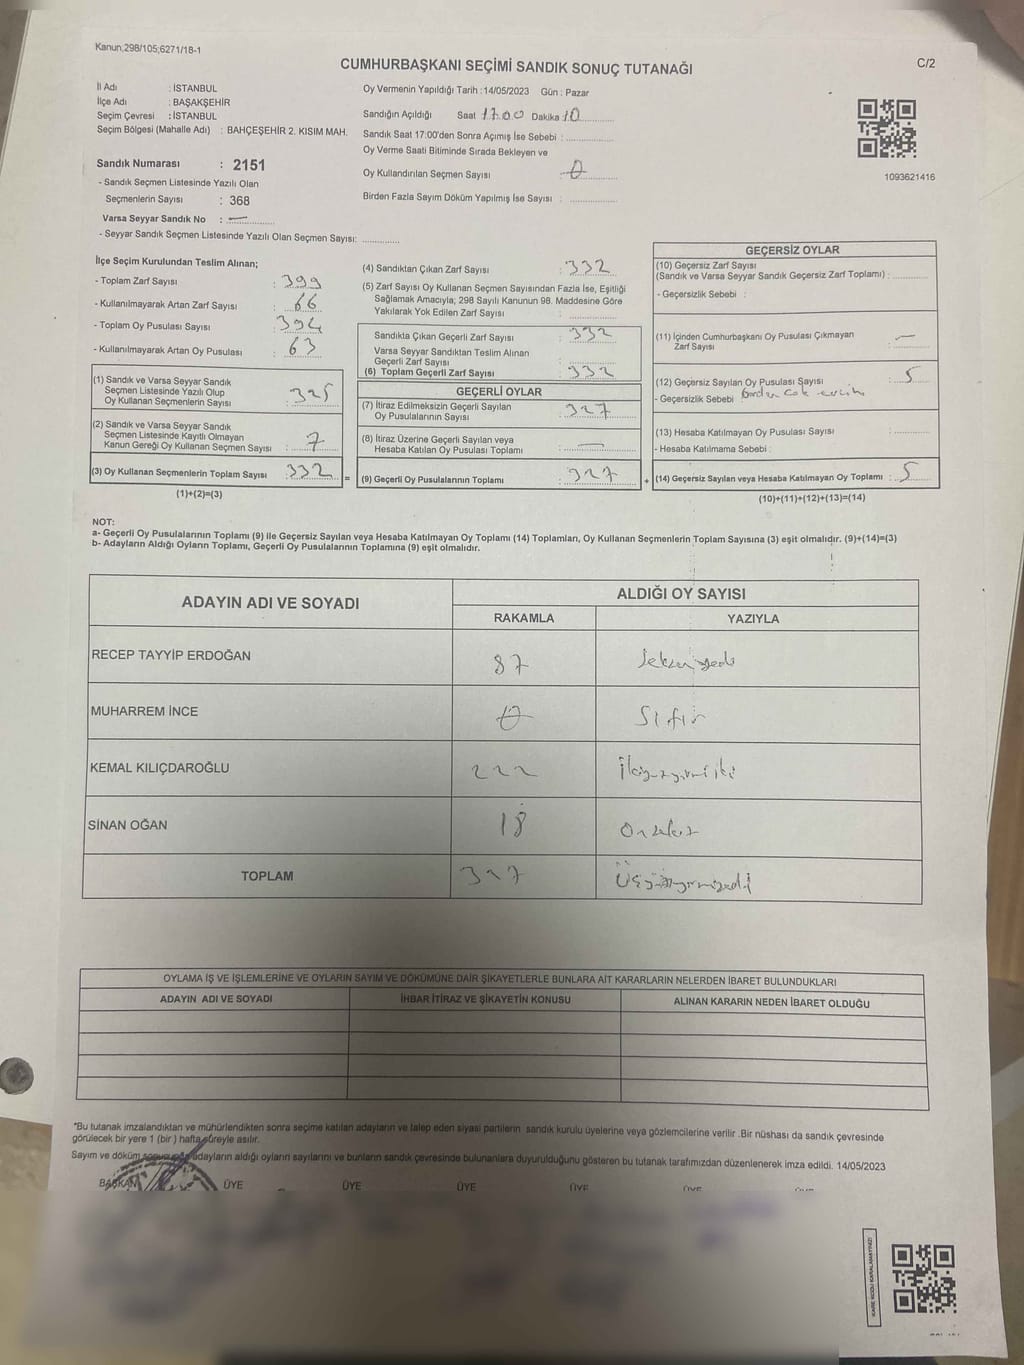 Kanun;298/105;6271/18-1
CUMHURBAŞKANI SEÇİMİ SANDIK SONUÇ TUTANAĞI
C/2
İl Adı : İSTANBUL
İlçe Adı : BAŞAKŞEHİR
Seçim Çevresi : İSTANBUL
Seçim Bölgesi (Mahalle Adı) : BAHÇEŞEHİR 2. KISIM MAH.
Sandık Numarası : 2151
- Sandık Seçmen Listesinde Yazılı Olan
Seçmenlerin Sayısı : 368
Varsa Seyyar Sandık No : —
- Seyyar Sandık Seçmen Listesinde Yazılı Olan Seçmen Sayısı:
Oy Vermenin Yapıldığı Tarih : 14/05/2023 Gün : Pazar
Sandığın Açıldığı Saat 17.00 Dakika 10
Sandık Saat 17:00'den Sonra Açımış İse Sebebi :
Oy Verme Saati Bitiminde Sırada Bekleyen ve
Oy Kullandırılan Seçmen Sayısı : 0
Birden Fazla Sayım Döküm Yapılmış İse Sayısı :
1093621416
İlçe Seçim Kurulundan Teslim Alınan;
- Toplam Zarf Sayısı : 399
- Kullanılmayarak Artan Zarf Sayısı : 66
- Toplam Oy Pusulası Sayısı : 394
- Kullanılmayarak Artan Oy Pusulası : 63
(1) Sandık ve Varsa Seyyar Sandık
Seçmen Listesinde Yazılı Olup
Oy Kullanan Seçmenlerin Sayısı : 325
(2) Sandık ve Varsa Seyyar Sandık
Seçmen Listesinde Kayıtlı Olmayan
Kanun Gereği Oy Kullanan Seçmen Sayısı : 7
(3) Oy Kullanan Seçmenlerin Toplam Sayısı : 332
(1)+(2)=(3)
(4) Sandıktan Çıkan Zarf Sayısı : 332
(5) Zarf Sayısı Oy Kullanan Seçmen Sayısından Fazla İse, Eşitliği
Sağlamak Amacıyla; 298 Sayılı Kanunun 98. Maddesine Göre
Yakılarak Yok Edilen Zarf Sayısı :
Sandıkta Çıkan Geçerli Zarf Sayısı : 332
Varsa Seyyar Sandıktan Teslim Alınan
Geçerli Zarf Sayısı :
(6) Toplam Geçerli Zarf Sayısı : 332
GEÇERLİ OYLAR
(7) İtiraz Edilmeksizin Geçerli Sayılan
Oy Pusulalarının Sayısı : 327
(8) İtiraz Üzerine Geçerli Sayılan veya
Hesaba Katılan Oy Pusulası Toplamı : —
= (9) Geçerli Oy Pusulalarının Toplamı : 327 +
GEÇERSİZ OYLAR
(10) Geçersiz Zarf Sayısı
(Sandık ve Varsa Seyyar Sandık Geçersiz Zarf Toplamı) :
- Geçersizlik Sebebi :
(11) İçinden Cumhurbaşkanı Oy Pusulası Çıkmayan
Zarf Sayısı : —
(12) Geçersiz Sayılan Oy Pusulası Sayısı : 5
- Geçersizlik Sebebi : Birden çok
(13) Hesaba Katılmayan Oy Pusulası Sayısı :
- Hesaba Katılmama Sebebi :
(14) Geçersiz Sayılan veya Hesaba Katılmayan Oy Toplamı : 5
(10)+(11)+(12)+(13)=(14)
NOT:
a- Geçerli Oy Pusulalarının Toplamı (9) ile Geçersiz Sayılan veya Hesaba Katılmayan Oy Toplamı (14) Toplamları, Oy Kullanan Seçmenlerin Toplam Sayısına (3) eşit olmalıdır. (9)+(14)=(3)
b- Adayların Aldığı Oyların Toplamı, Geçerli Oy Pusulalarının Toplamına (9) eşit olmalıdır.
ADAYIN ADI VE SOYADI ALDIĞI OY SAYISI
RAKAMLA YAZIYLA
RECEP TAYYİP ERDOĞAN 87 Seksenyedi
MUHARREM İNCE 0 Sıfır
KEMAL KILIÇDAROĞLU 222 İkiyüzyirmiiki
SİNAN OĞAN 18 Onsekiz
TOPLAM 327 Üçyüzyirmiyedi
OYLAMA İŞ VE İŞLEMLERİNE VE OYLARIN SAYIM VE DÖKÜMÜNE DAİR ŞİKAYETLERLE BUNLARA AİT KARARLARIN NELERDEN İBARET BULUNDUKLARI
ADAYIN ADI VE SOYADI İHBAR İTİRAZ VE ŞİKAYETİN KONUSU ALINAN KARARIN NEDEN İBARET OLDUĞU
*Bu tutanak imzalandıktan ve mühürlendikten sonra seçime katılan adayların ve talep eden siyasi partilerin sandık kurulu üyelerine veya gözlemcilerine verilir .Bir nüshası da sandık çevresinde
görülecek bir yere 1 (bir ) hafta süreyle asılır.
Sayım ve döküm sonucunda adayların aldığı oyların sayılarını ve bunların sandık çevresinde bulunanlara duyurulduğunu gösteren bu tutanak tarafımızdan düzenlenerek imza edildi. 14/05/2023
BAŞKAN ÜYE ÜYE ÜYE ÜYE ÜYE
KARE KODU KARALAMAYINIZ!